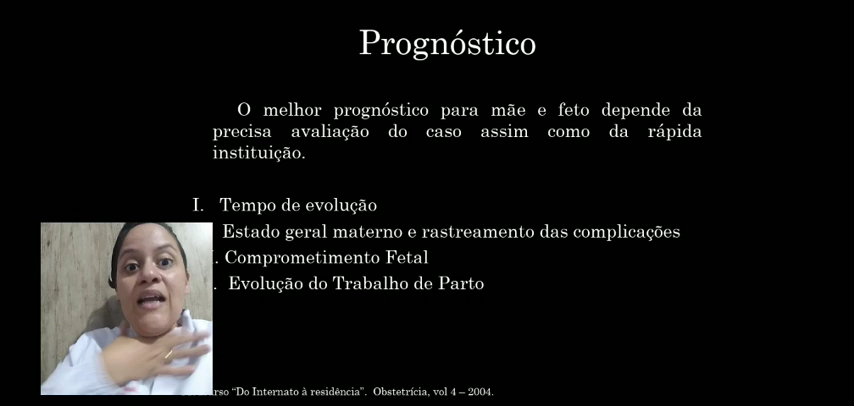 Prognóstico
O melhor prognóstico para mãe e feto depende da
precisa avaliação do caso assim como da rápida
instituição.
I. Tempo de evolução
Estado geral materno e rastreamento das complicações
. Comprometimento Fetal
. Evolução do Trabalho de Parto
“Do Internato à residência”. Obstetrícia, vol 4 – 2004.